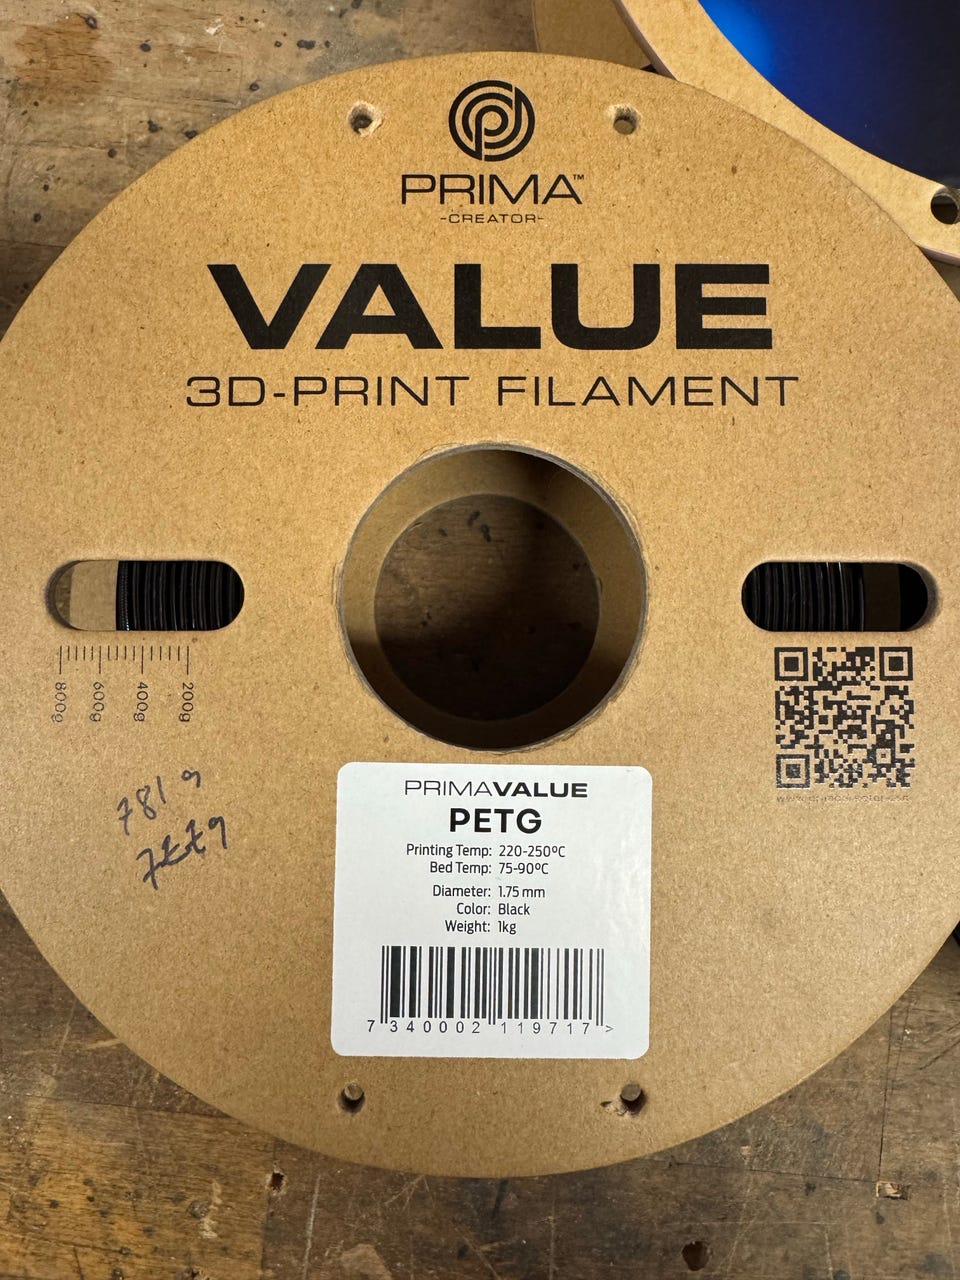 PRIMA™
-CREATOR-
VALUE
3D-PRINT FILAMENT
800g 600g 400g 200g
781 g
PRIMAVALUE
PETG
Printing Temp: 220-250ºC
Bed Temp: 75-90ºC
Diameter: 1.75 mm
Color: Black
Weight: 1kg
7 340002 119717 >